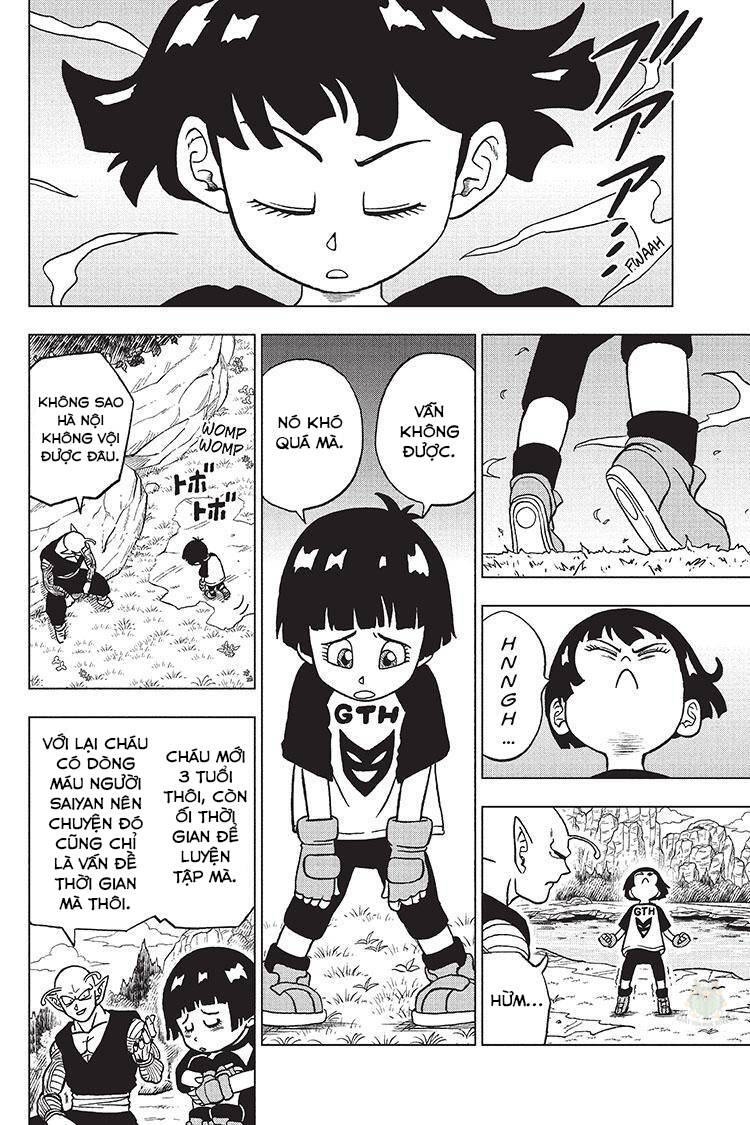 ブァァァ
FWAAH
HNNGH...
HỪM...
GTH
VẪN
KHÔNG
ĐƯỢC.
NÓ KHÓ
QUÁ MÀ.
GTH
WOMP
WOMP
トボ
トボ
KHÔNG SAO
HÀ NỘI
KHÔNG VỘI
ĐƯỢC ĐÂU.
CHÁU MỚI
3 TUỔI
THÔI, CÒN
ỐI THỜI
GIAN ĐỂ
LUYỆN
TẬP MÀ.
VỚI LẠI CHÁU
CÓ DÒNG
MÁU NGƯỜI
SAIYAN NÊN
CHUYỆN ĐÓ
CŨNG CHỈ
LÀ VẤN ĐỀ
THỜI GIAN
MÀ THÔI.